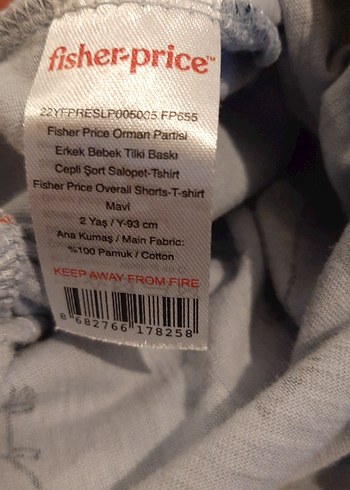 fisher-price™
22YFPRESLP005005 FP655
Fisher Price Orman Partisi
Erkek Bebek Tilki Baskı
Cepli Şort Salopet-Tshirt
Fisher Price Overall Shorts-T-shirt
Mavi
2 Yaş / Y-93 cm
Ana Kumaş / Main Fabric:
%100 Pamuk / Cotton
KEEP AWAY FROM FIRE
8 682766 178258